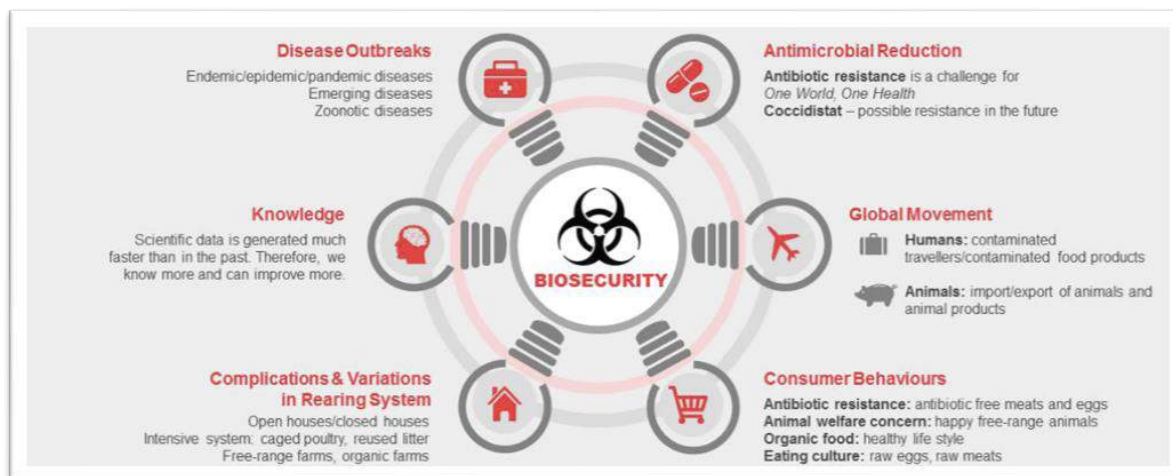 Disease Outbreaks
Endemic/epidemic/pandemic diseases
Emerging diseases
Zoonotic diseases
Antimicrobial Reduction
Antibiotic resistance is a challenge for
One World, One Health
Coccidistat – possible resistance in the future
Knowledge
Scientific data is generated much
faster than in the past. Therefore, we
know more and can improve more.
BIOSECURITY
Global Movement
Humans: contaminated
travellers/contaminated food products
Animals: import/export of animals and
animal products
Complications & Variations
in Rearing System
Open houses/closed houses
Intensive system: caged poultry, reused litter
Free-range farms, organic farms
Consumer Behaviours
Antibiotic resistance: antibiotic free meats and eggs
Animal welfare concern: happy free-range animals
Organic food: healthy life style
Eating culture: raw eggs, raw meats